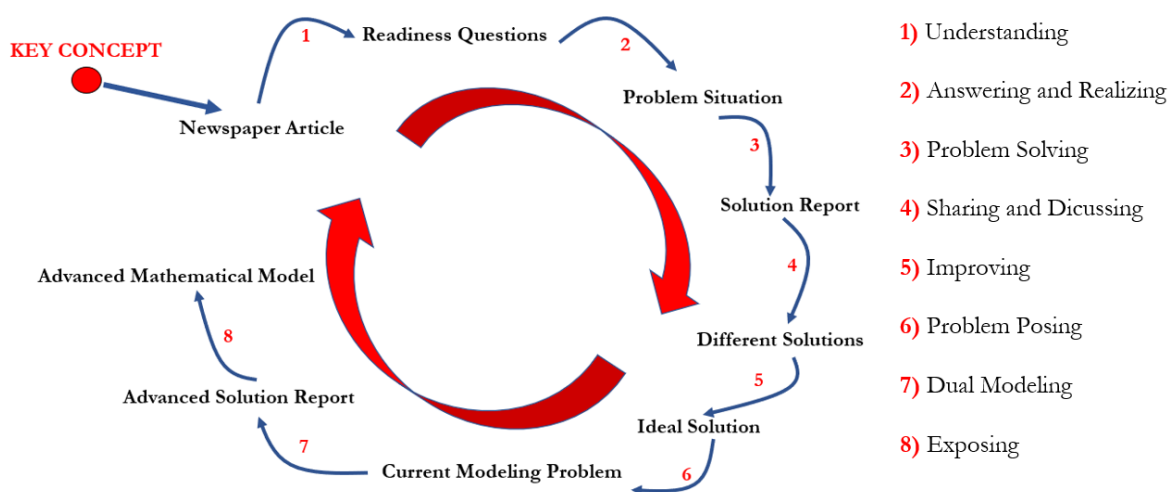 KEY CONCEPT
Newspaper Article
1
Readiness Questions
2
Problem Situation
3
Solution Report
4
Different Solutions
5
Ideal Solution
6
Current Modeling Problem
7
Advanced Solution Report
8
Advanced Mathematical Model
1) Understanding
2) Answering and Realizing
3) Problem Solving
4) Sharing and Dicussing
5) Improving
6) Problem Posing
7) Dual Modeling
8) Exposing